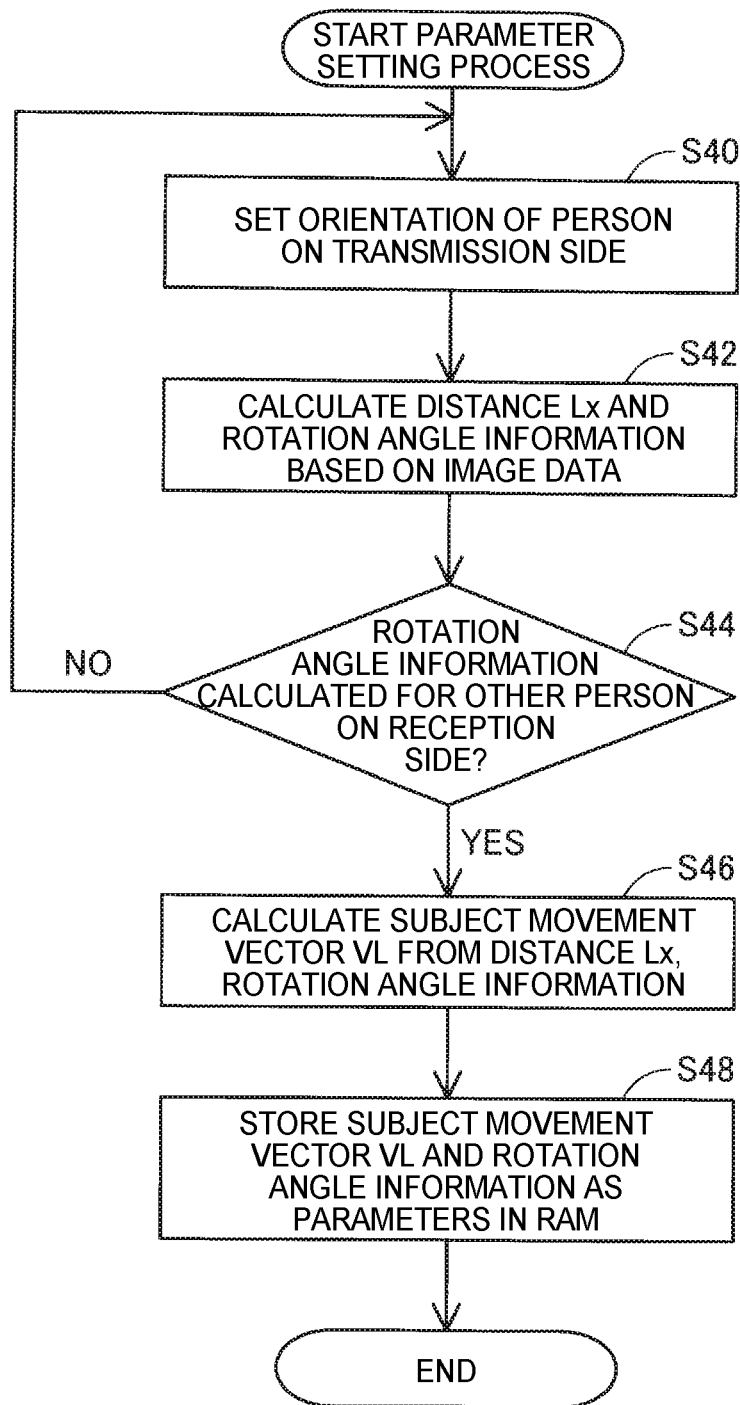 START PARAMETER
SETTING PROCESS
S40
SET ORIENTATION OF PERSON
ON TRANSMISSION SIDE
S42
CALCULATE DISTANCE Lx AND
ROTATION ANGLE INFORMATION
BASED ON IMAGE DATA
S44
ROTATION
ANGLE INFORMATION
CALCULATED FOR OTHER PERSON
ON RECEPTION
SIDE?
NO
YES
S46
CALCULATE SUBJECT MOVEMENT
VECTOR VL FROM DISTANCE Lx,
ROTATION ANGLE INFORMATION
S48
STORE SUBJECT MOVEMENT
VECTOR VL AND ROTATION
ANGLE INFORMATION AS
PARAMETERS IN RAM
END